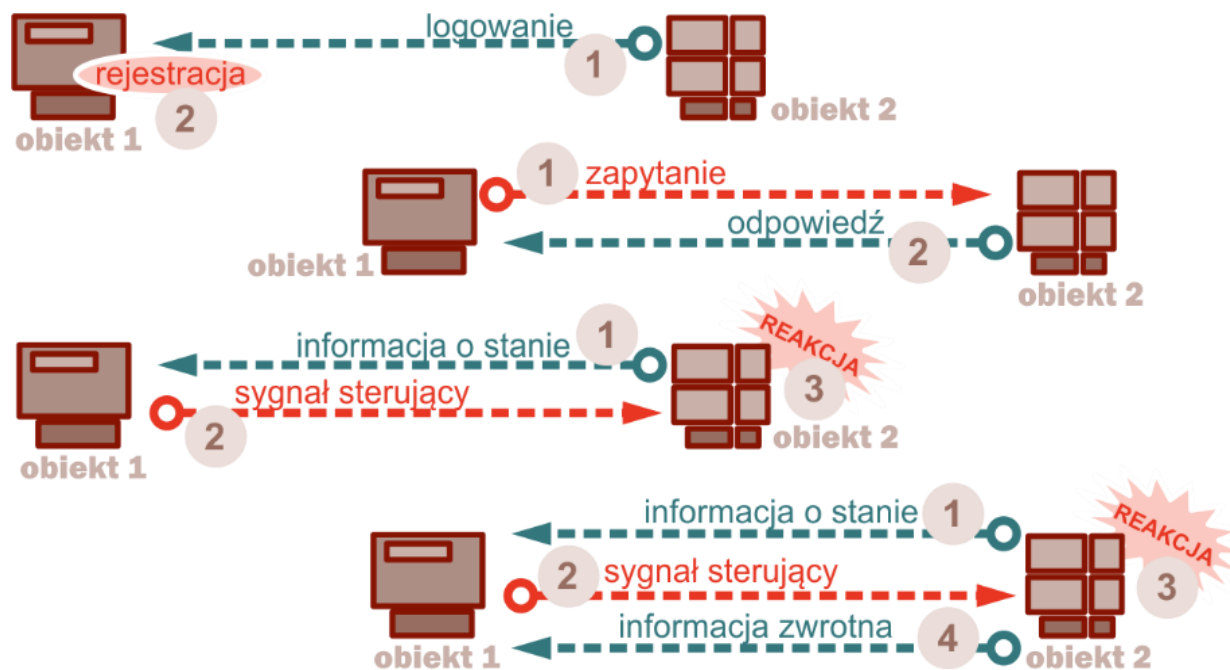 logowanie
1
rejestracja
2
obiekt 1
obiekt 2
1
zapytanie
odpowiedź
2
obiekt 1
obiekt 2
1
informacja o stanie
REAKCJA
3
sygnał sterujący
2
obiekt 1
obiekt 2
informacja o stanie
1
REAKCJA
3
2
sygnał sterujący
informacja zwrotna
4
obiekt 1
obiekt 2